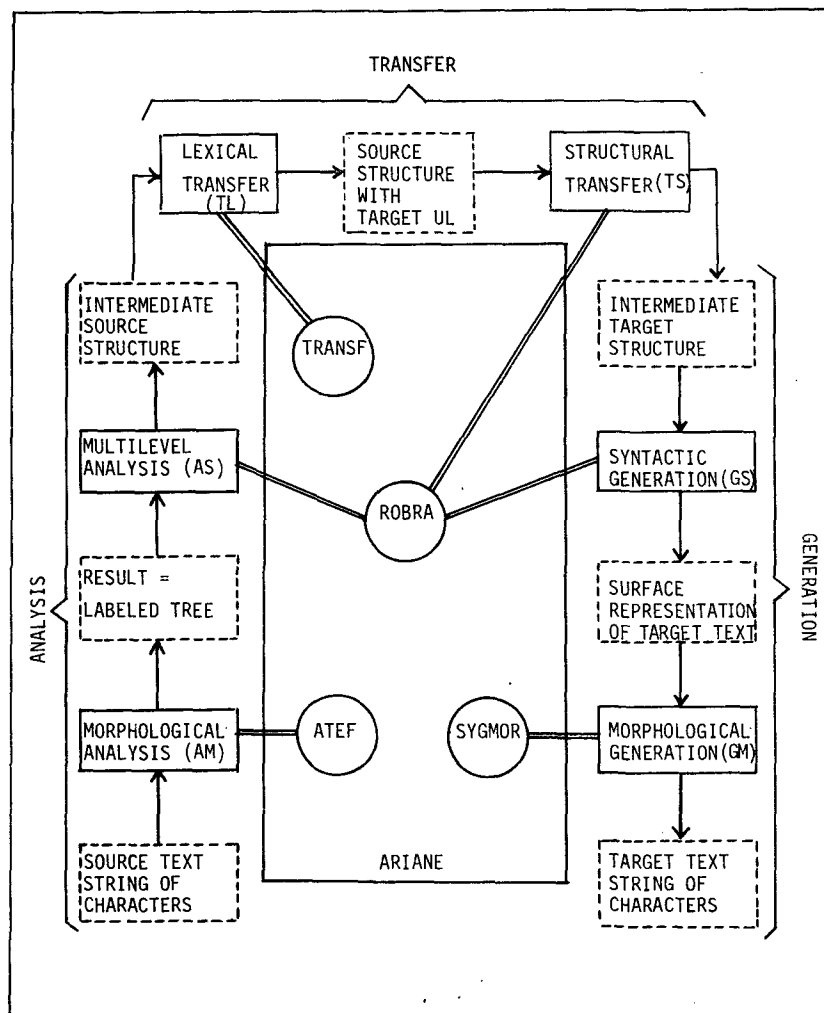 TRANSFER
LEXICAL
TRANSFER
(TL)
SOURCE
STRUCTURE
WITH
TARGET UL
STRUCTURAL
TRANSFER(TS)
INTERMEDIATE
SOURCE
STRUCTURE
TRANSF
INTERMEDIATE
TARGET
STRUCTURE
MULTILEVEL
ANALYSIS (AS)
ROBRA
SYNTACTIC
GENERATION(GS)
ANALYSIS
RESULT =
LABELED TREE
SURFACE
REPRESENTATION
OF TARGET TEXT
GENERATION
MORPHOLOGICAL
ANALYSIS (AM)
ATEF
SYGMOR
MORPHOLOGICAL
GENERATION(GM)
SOURCE TEXT
STRING OF
CHARACTERS
ARIANE
TARGET TEXT
STRING OF
CHARACTERS